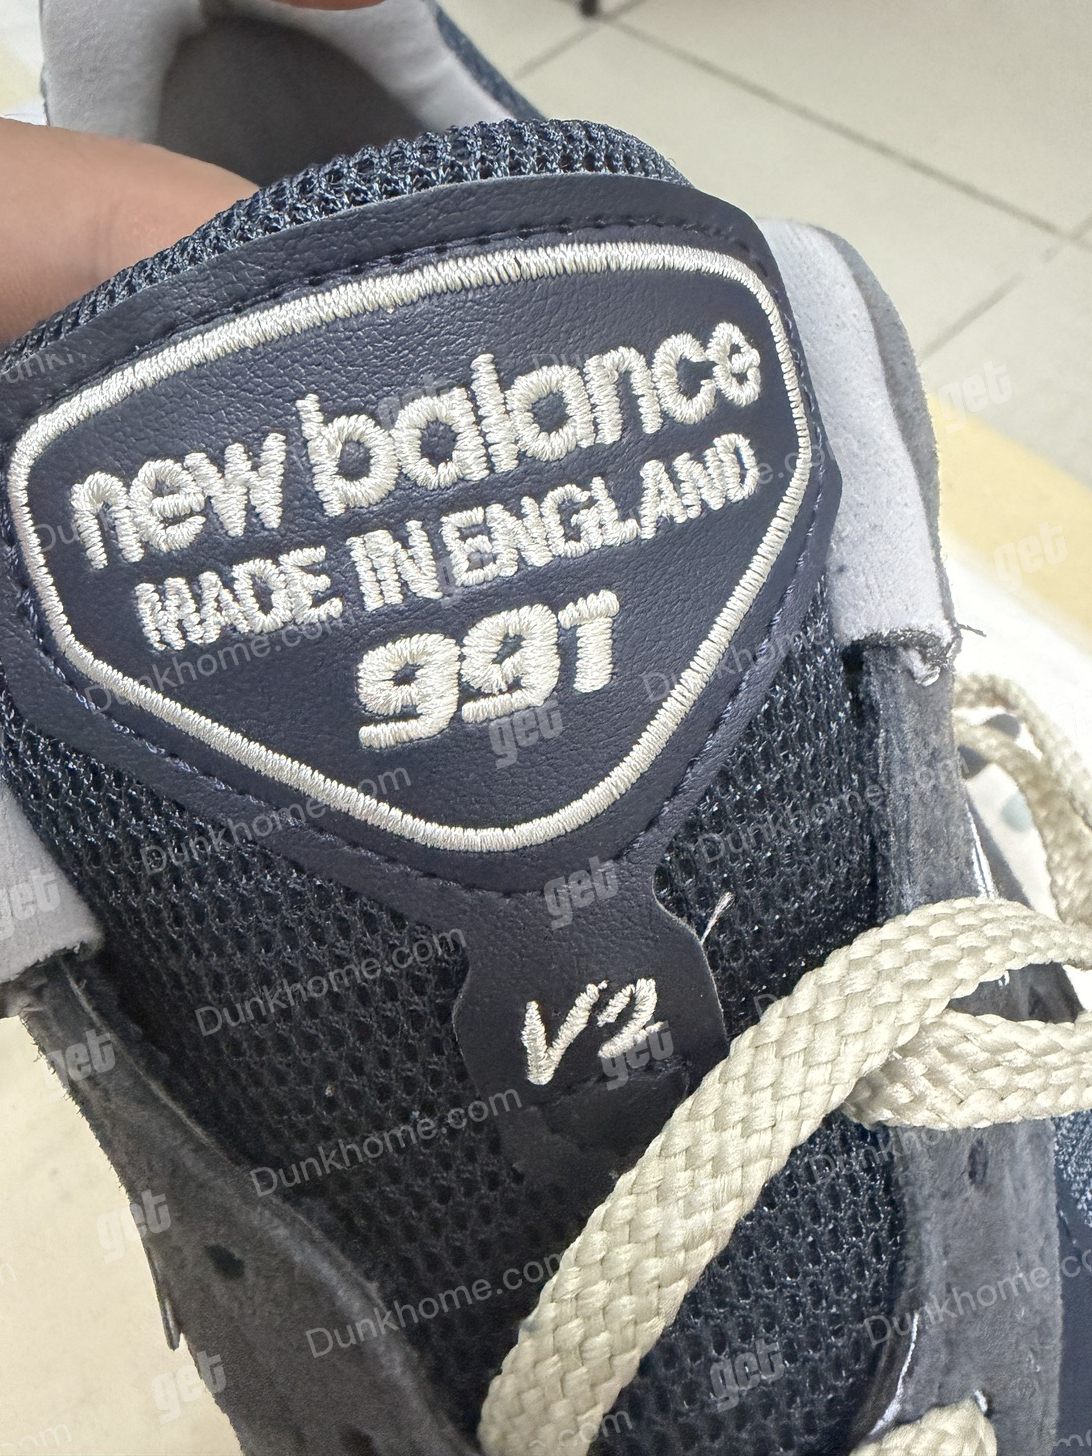 new balance
MADE IN ENGLAND
991
V2
Dunkhome.com
get